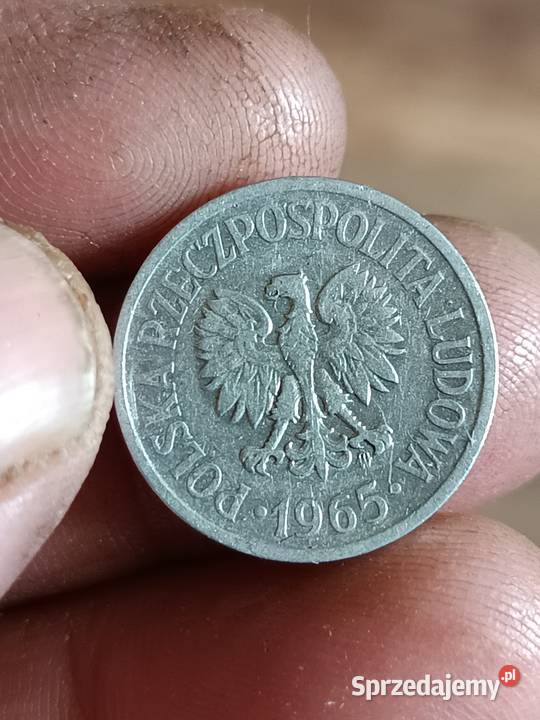 POLSKA RZECZPOSPOLITA LUDOWA
· 1965 ·
Sprzedajemy.pl